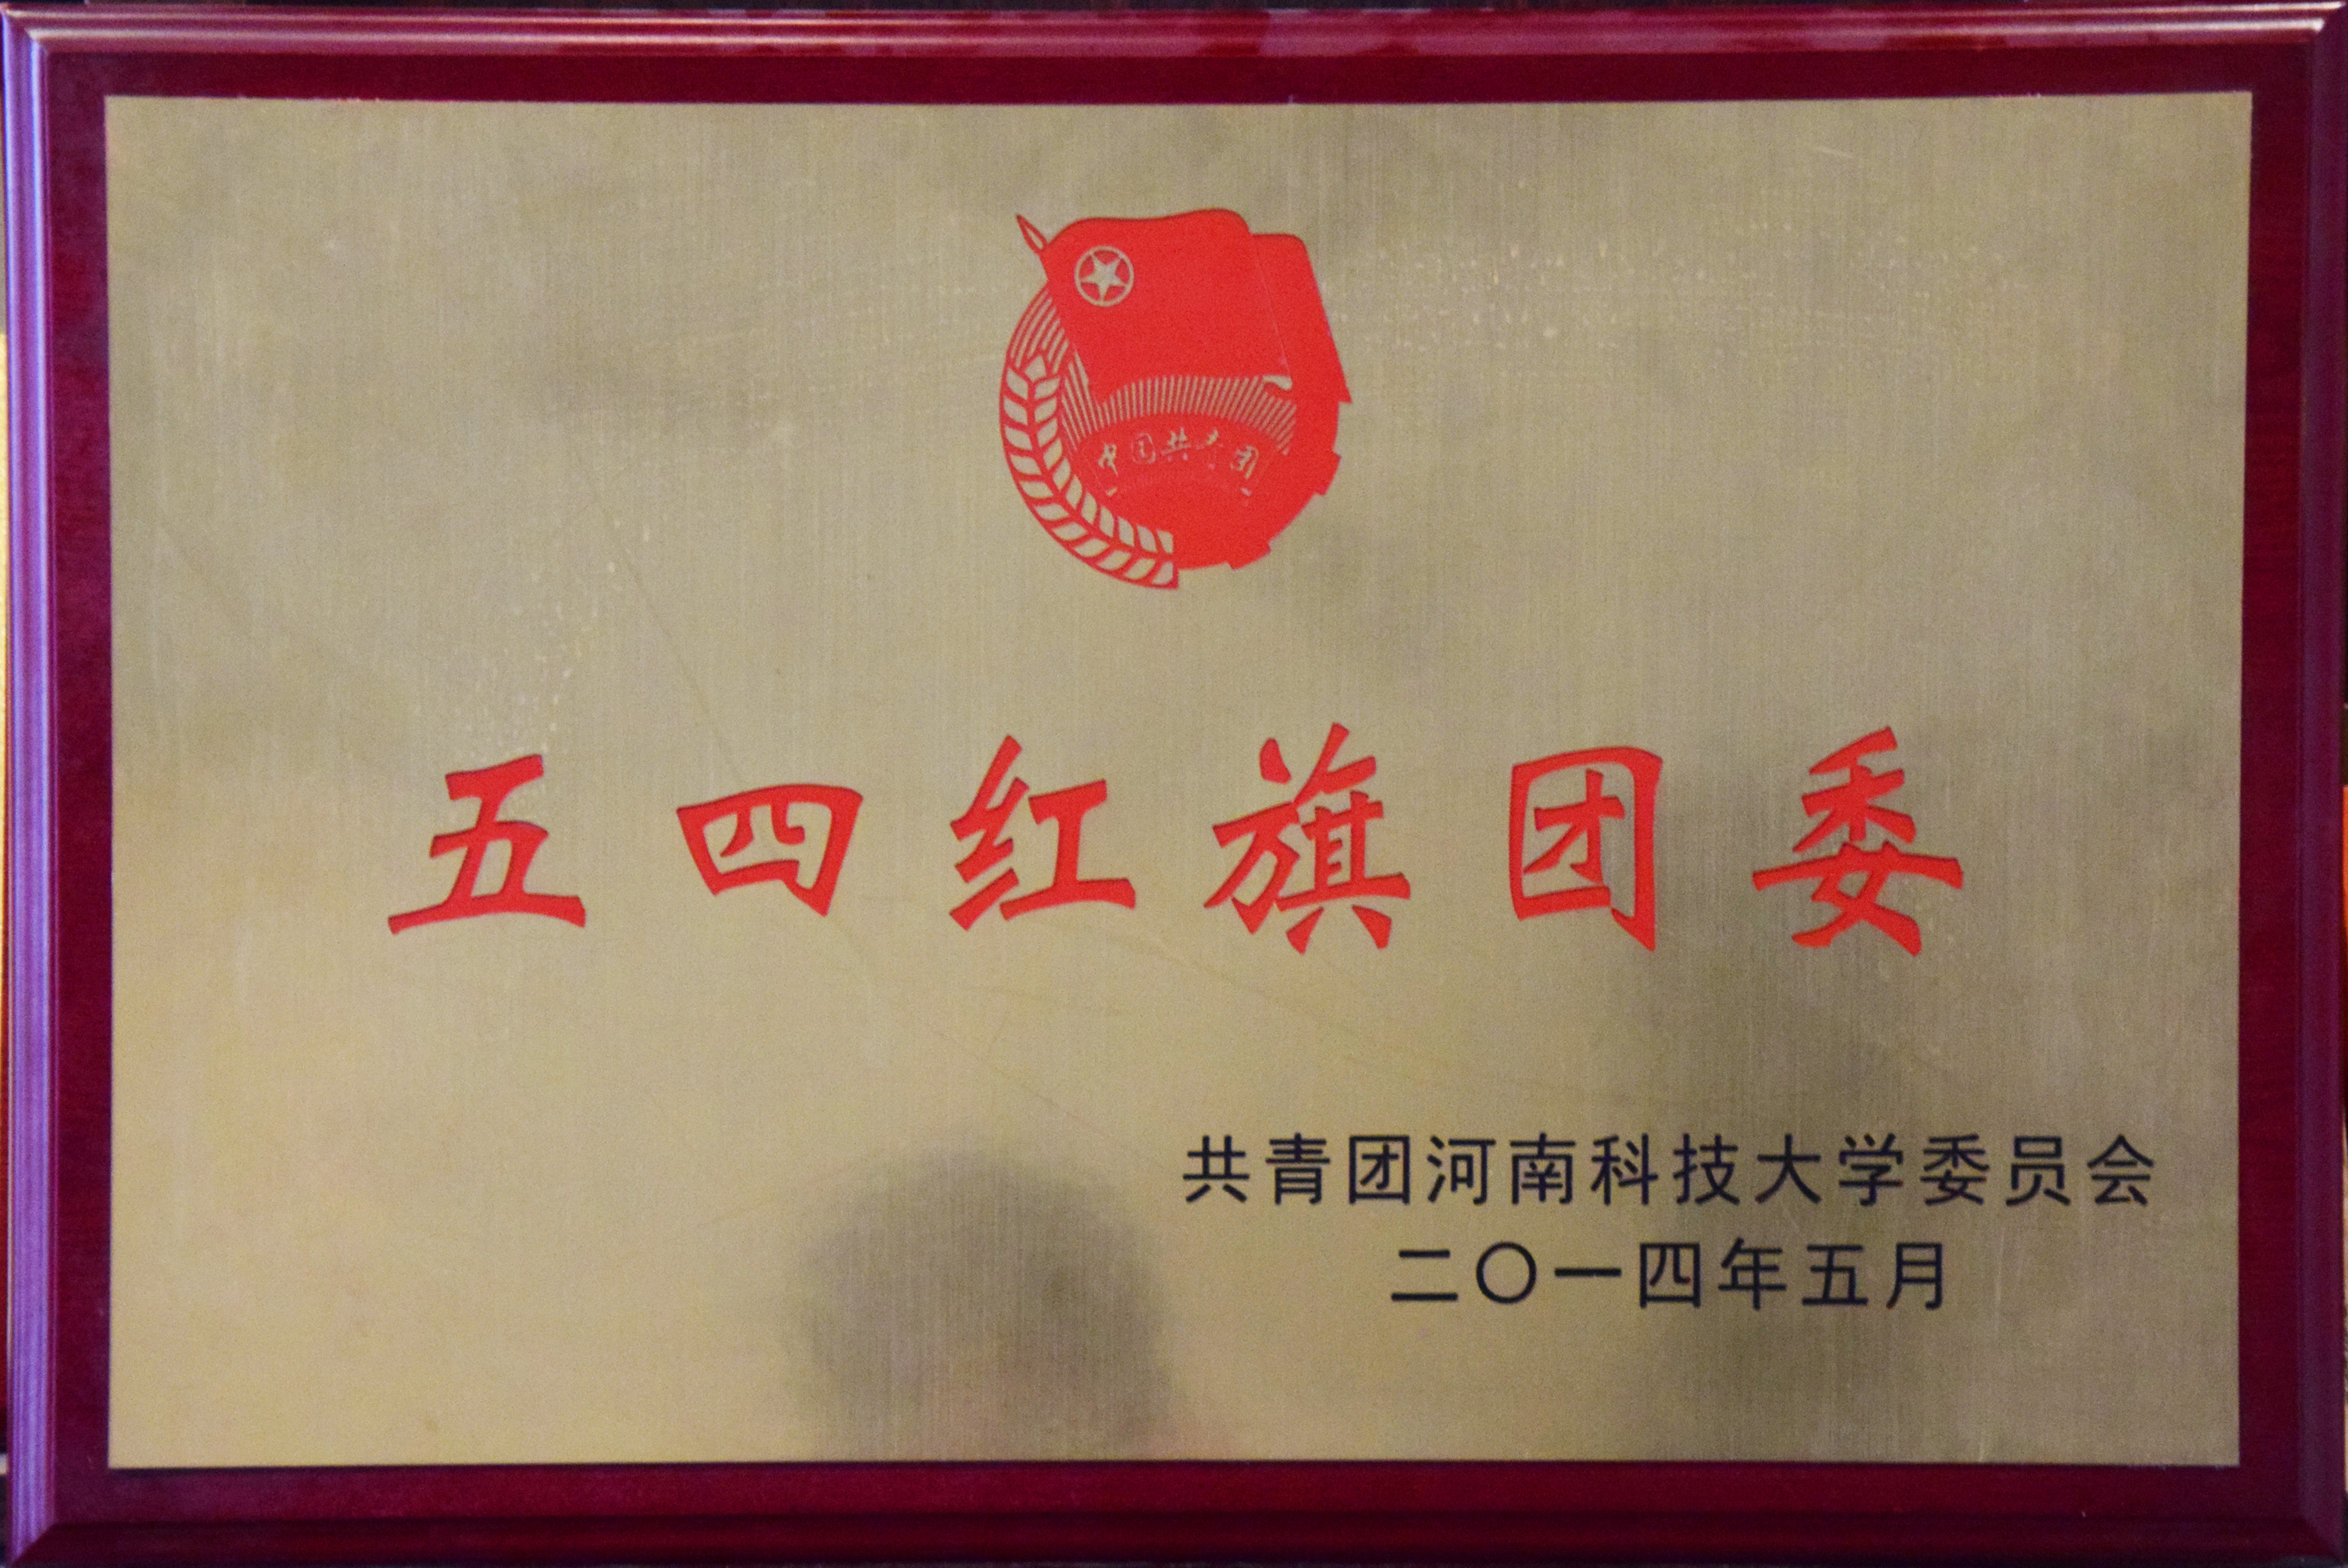 中国共青团
五四红旗团委
共青团河南科技大学委员会
二〇一四年五月